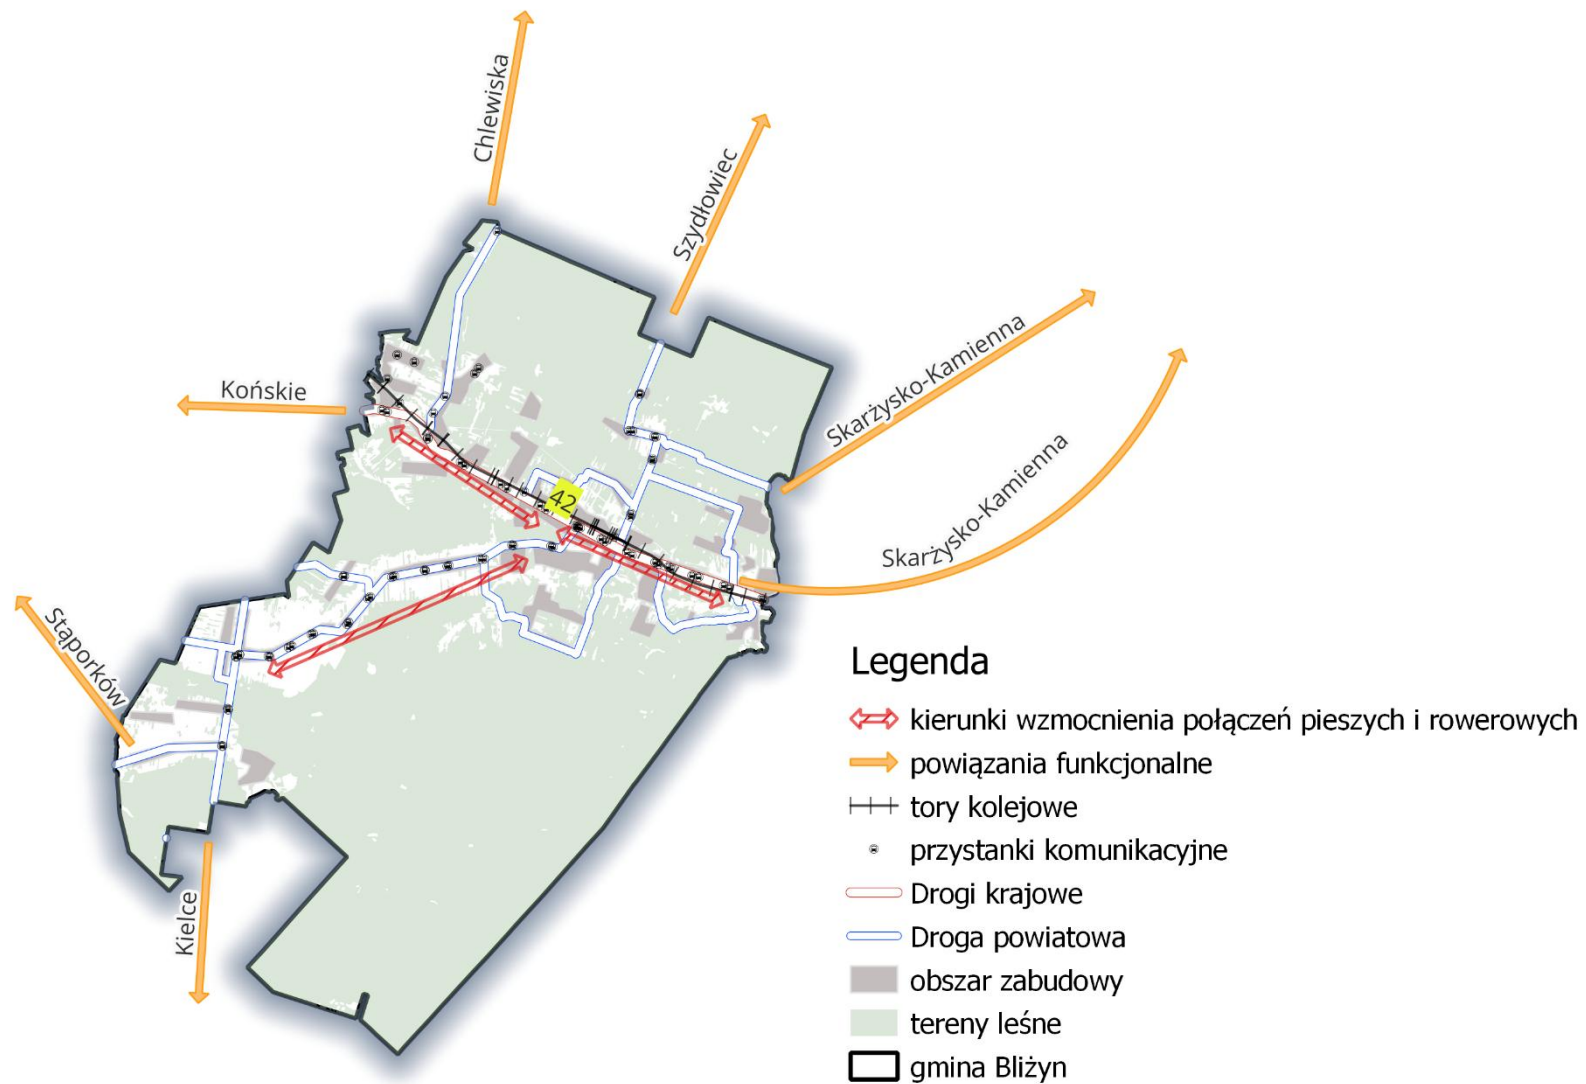 Chlewiska
Szydłowiec
Skarżysko-Kamienna
Końskie
42
Skarżysko-Kamienna
Stąporków
Kielce
Legenda
kierunki wzmocnienia połączeń pieszych i rowerowych
powiązania funkcjonalne
tory kolejowe
przystanki komunikacyjne
Drogi krajowe
Droga powiatowa
obszar zabudowy
tereny leśne
gmina Bliżyn